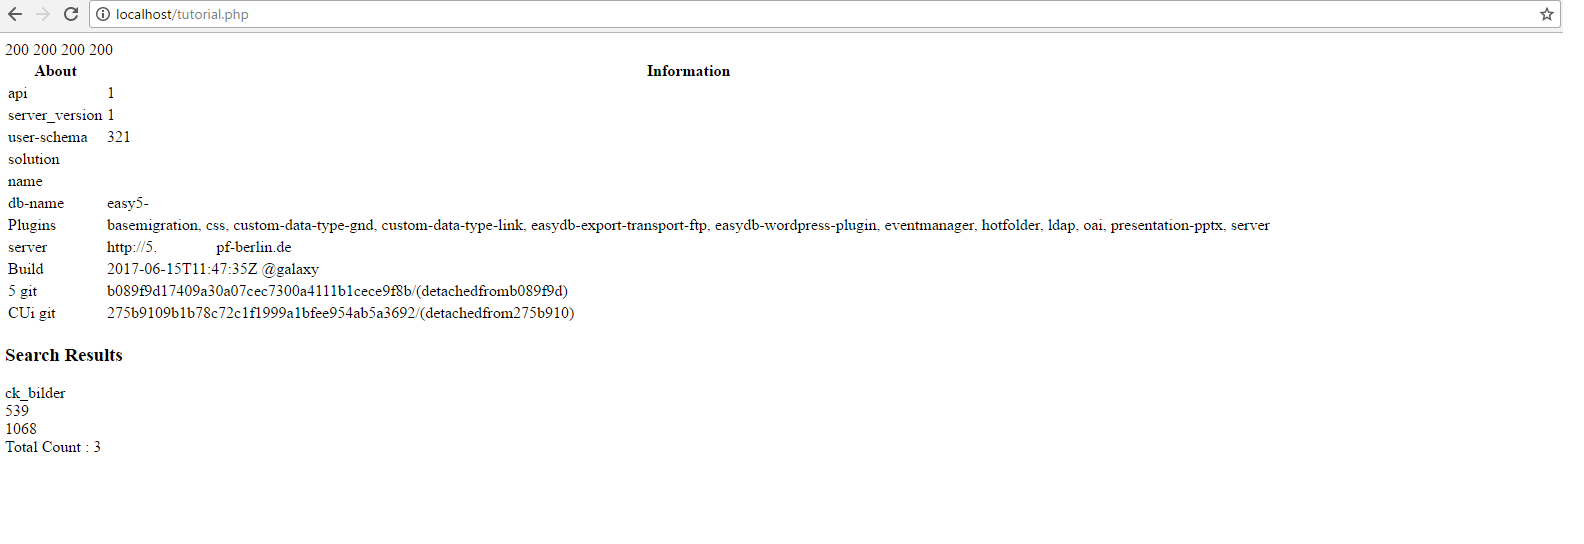 localhost/tutorial.php
200 200 200 200
About Information
api 1
server_version 1
user-schema 321
solution
name
db-name easy5-
Plugins basemigration, css, custom-data-type-gnd, custom-data-type-link, easydb-export-transport-ftp, easydb-wordpress-plugin, eventmanager, hotfolder, ldap, oai, presentation-pptx, server
server http://5. pf-berlin.de
Build 2017-06-15T11:47:35Z @galaxy
5 git b089f9d17409a30a07cec7300a4111b1cece9f8b/(detachedfromb089f9d)
CUi git 275b9109b1b78c72c1f1999a1bfee954ab5a3692/(detachedfrom275b910)
Search Results
ck_bilder
539
1068
Total Count : 3